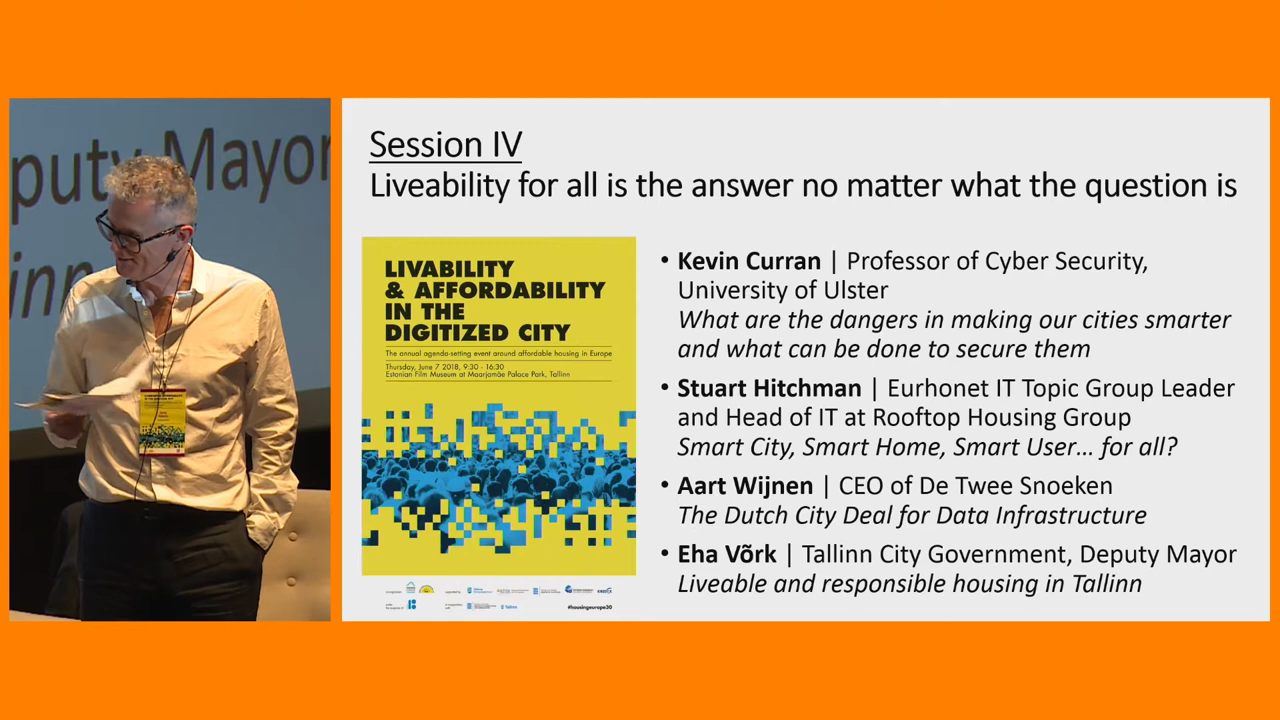 puty Mayor
inn
Session IV
Liveability for all is the answer no matter what the question is
LIVABILITY
& AFFORDABILITY
IN THE
DIGITIZED CITY
The annual agenda-setting event around affordable housing in Europe
Thursday, June 7 2018, 9:30 - 16:30
Estonian Film Museum at Maarjamäe Palace Park, Tallinn
#housingeurope30
• Kevin Curran | Professor of Cyber Security,
University of Ulster
What are the dangers in making our cities smarter
and what can be done to secure them
• Stuart Hitchman | Eurhonet IT Topic Group Leader
and Head of IT at Rooftop Housing Group
Smart City, Smart Home, Smart User... for all?
• Aart Wijnen | CEO of De Twee Snoeken
The Dutch City Deal for Data Infrastructure
• Eha Võrk | Tallinn City Government, Deputy Mayor
Liveable and responsible housing in Tallinn